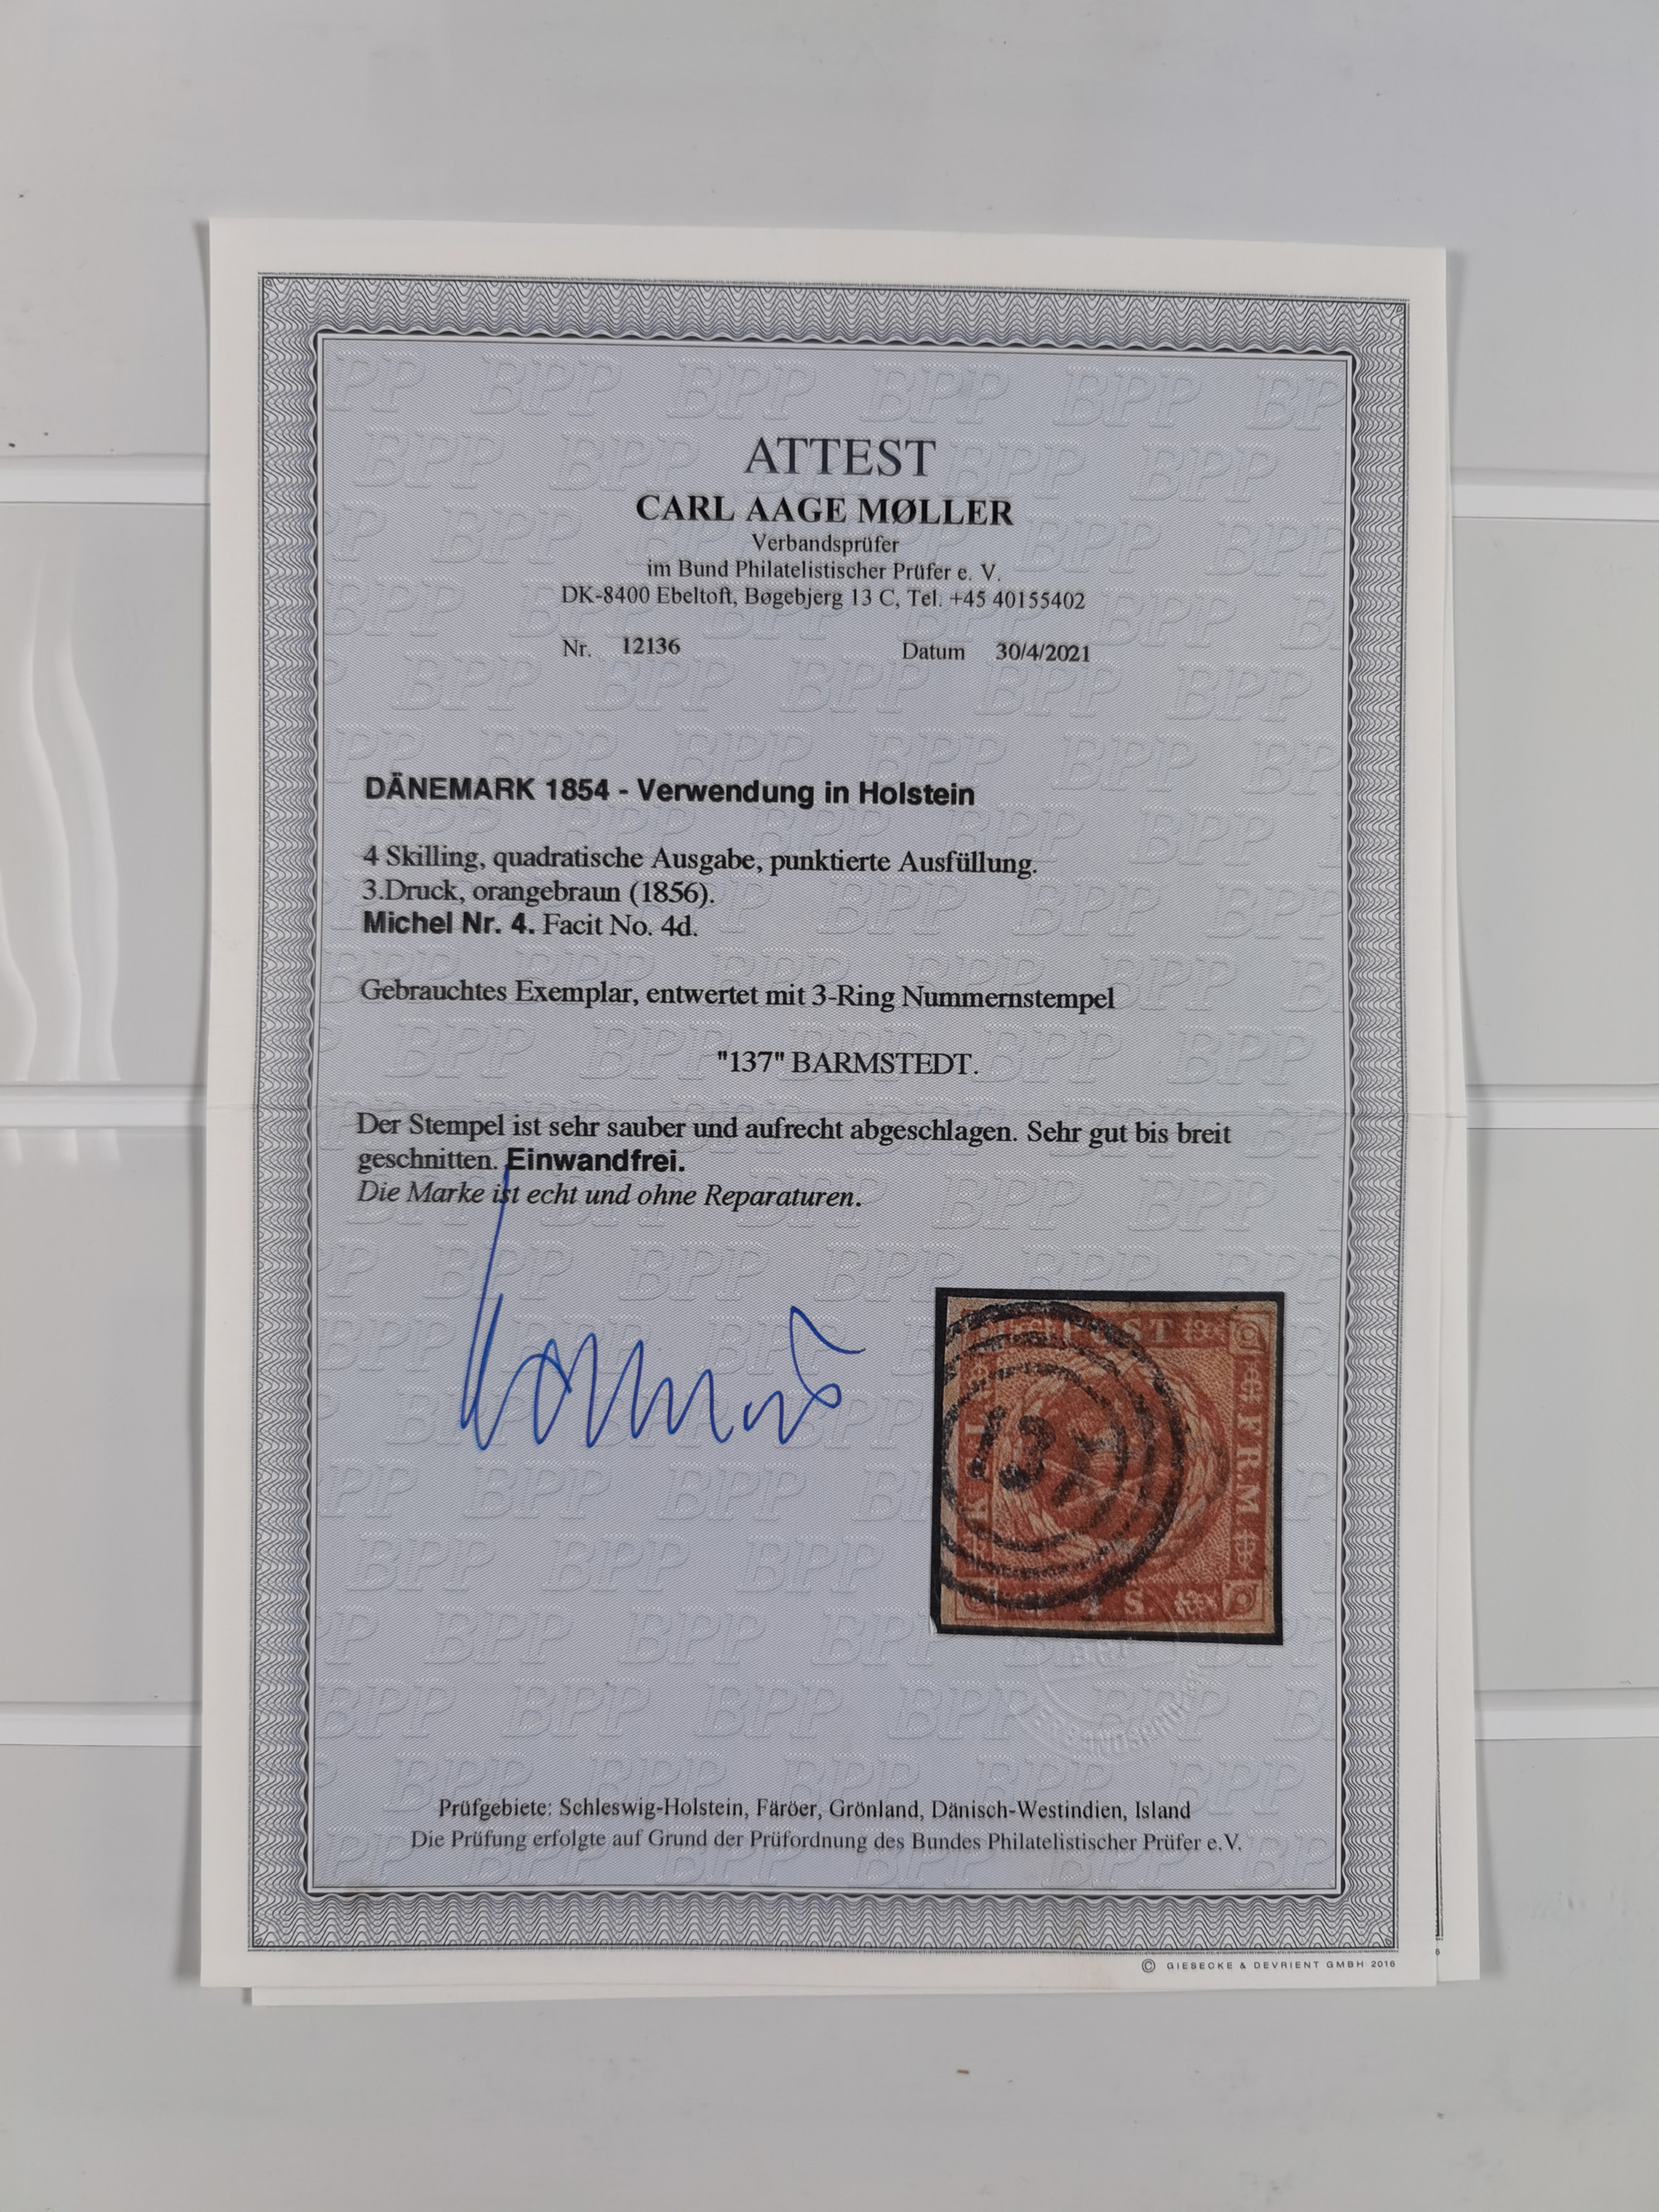 ATTEST
CARL AAGE MØLLER
Verbandsprüfer
im Bund Philatelistischer Prüfer e. V.
DK-8400 Ebeltoft, Bøgebjerg 13 C, Tel. +45 40155402
Nr. 12136 Datum 30/4/2021
DÄNEMARK 1854 - Verwendung in Holstein
4 Skilling, quadratische Ausgabe, punktierte Ausfüllung.
3.Druck, orangebraun (1856).
Michel Nr. 4. Facit No. 4d.
Gebrauchtes Exemplar, entwertet mit 3-Ring Nummernstempel
"137" BARMSTEDT.
Der Stempel ist sehr sauber und aufrecht abgeschlagen. Sehr gut bis breit
geschnitten. Einwandfrei.
Die Marke ist echt und ohne Reparaturen.
137
FRM
4 S.
VERBANDSPRÜFER
Prüfgebiete: Schleswig-Holstein, Färöer, Grönland, Dänisch-Westindien, Island
Die Prüfung erfolgte auf Grund der Prüfordnung des Bundes Philatelistischer Prüfer e.V.
© GIESECKE & DEVRIENT GMBH 2016